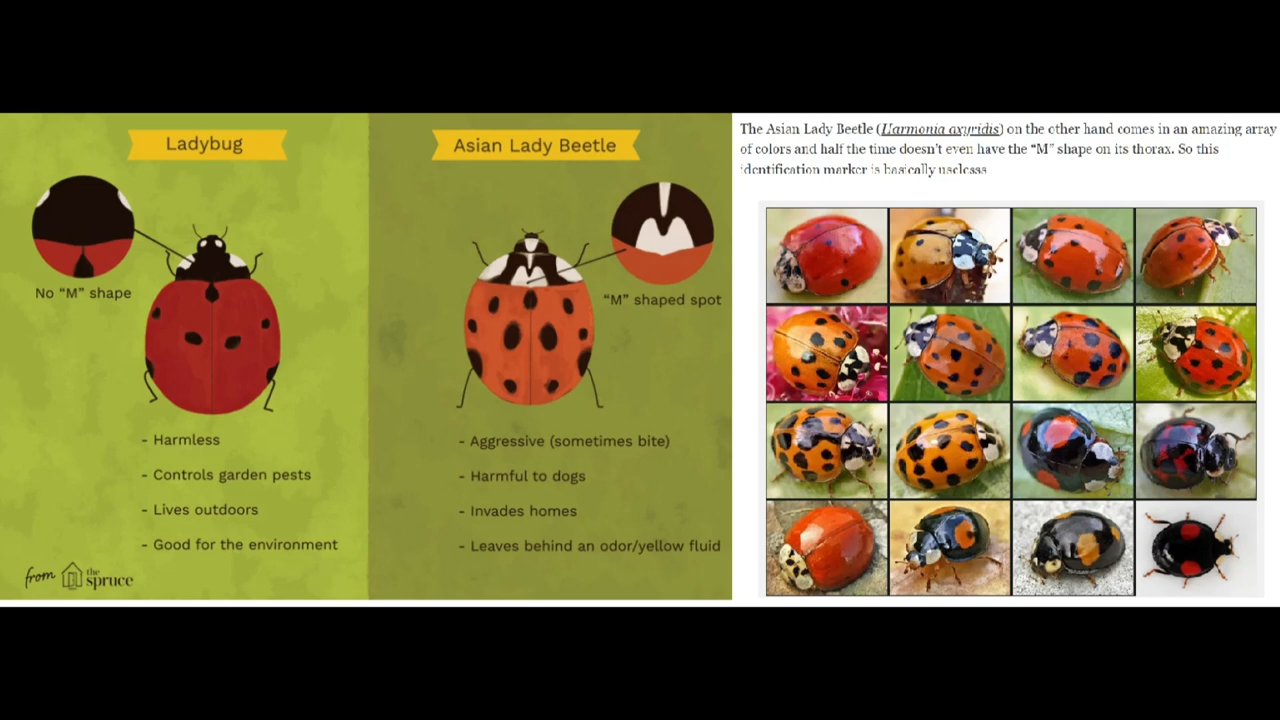 Ladybug
No “M” shape
- Harmless
- Controls garden pests
- Lives outdoors
- Good for the environment
from the spruce
Asian Lady Beetle
“M” shaped spot
- Aggressive (sometimes bite)
- Harmful to dogs
- Invades homes
- Leaves behind an odor/yellow fluid
The Asian Lady Beetle (Harmonia axyridis) on the other hand comes in an amazing array
of colors and half the time doesn’t even have the “M” shape on its thorax. So this
identification marker is basically useless